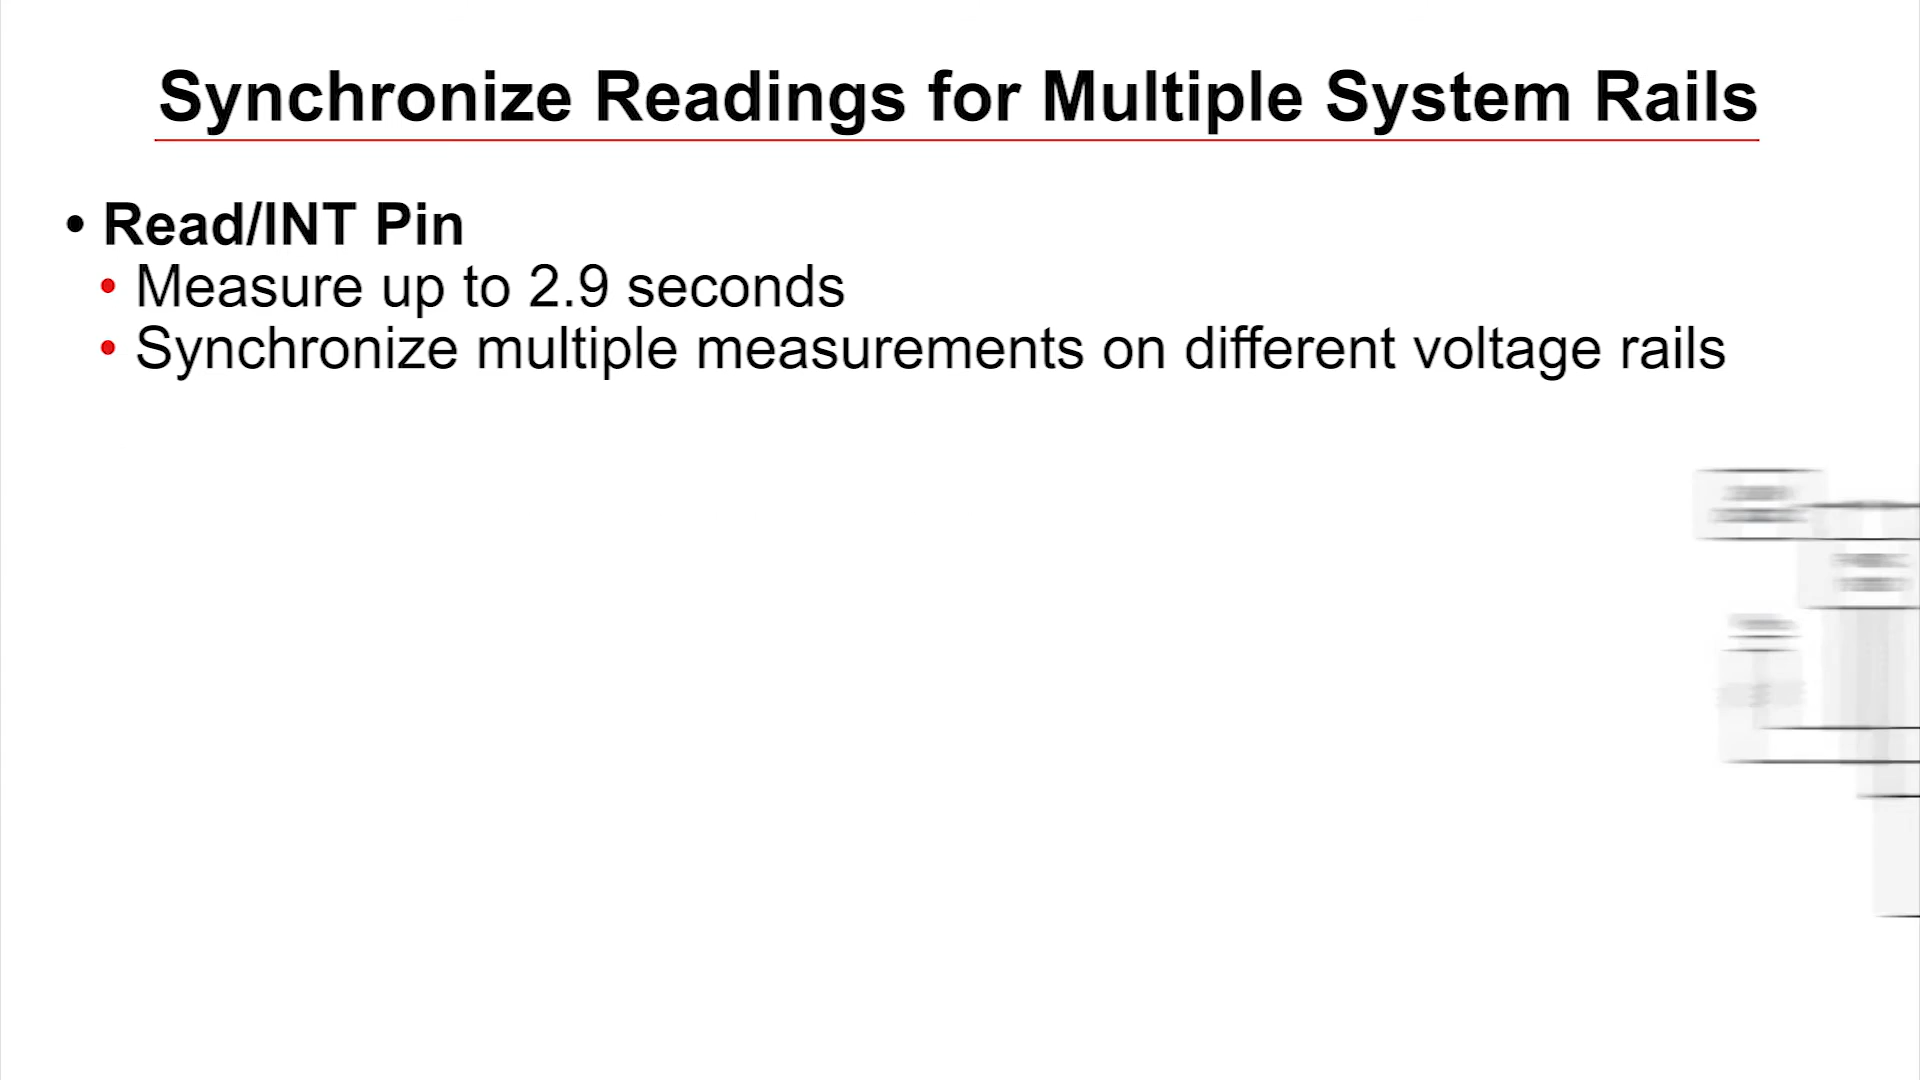 Synchronize Readings for Multiple System Rails
• Read/INT Pin
• Measure up to 2.9 seconds
• Synchronize multiple measurements on different voltage rails